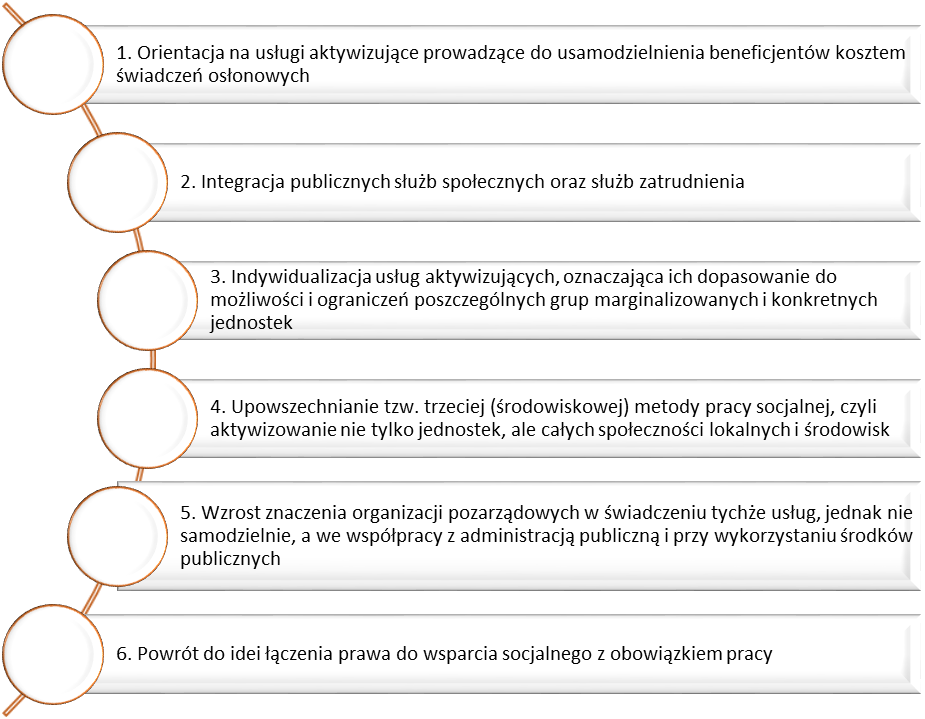 1. Orientacja na usługi aktywizujące prowadzące do usamodzielnienia beneficjentów kosztem
świadczeń osłonowych
2. Integracja publicznych służb społecznych oraz służb zatrudnienia
3. Indywidualizacja usług aktywizujących, oznaczająca ich dopasowanie do
możliwości i ograniczeń poszczególnych grup marginalizowanych i konkretnych
jednostek
4. Upowszechnianie tzw. trzeciej (środowiskowej) metody pracy socjalnej, czyli
aktywizowanie nie tylko jednostek, ale całych społeczności lokalnych i środowisk
5. Wzrost znaczenia organizacji pozarządowych w świadczeniu tychże usług, jednak nie
samodzielnie, a we współpracy z administracją publiczną i przy wykorzystaniu środków
publicznych
6. Powrót do idei łączenia prawa do wsparcia socjalnego z obowiązkiem pracy